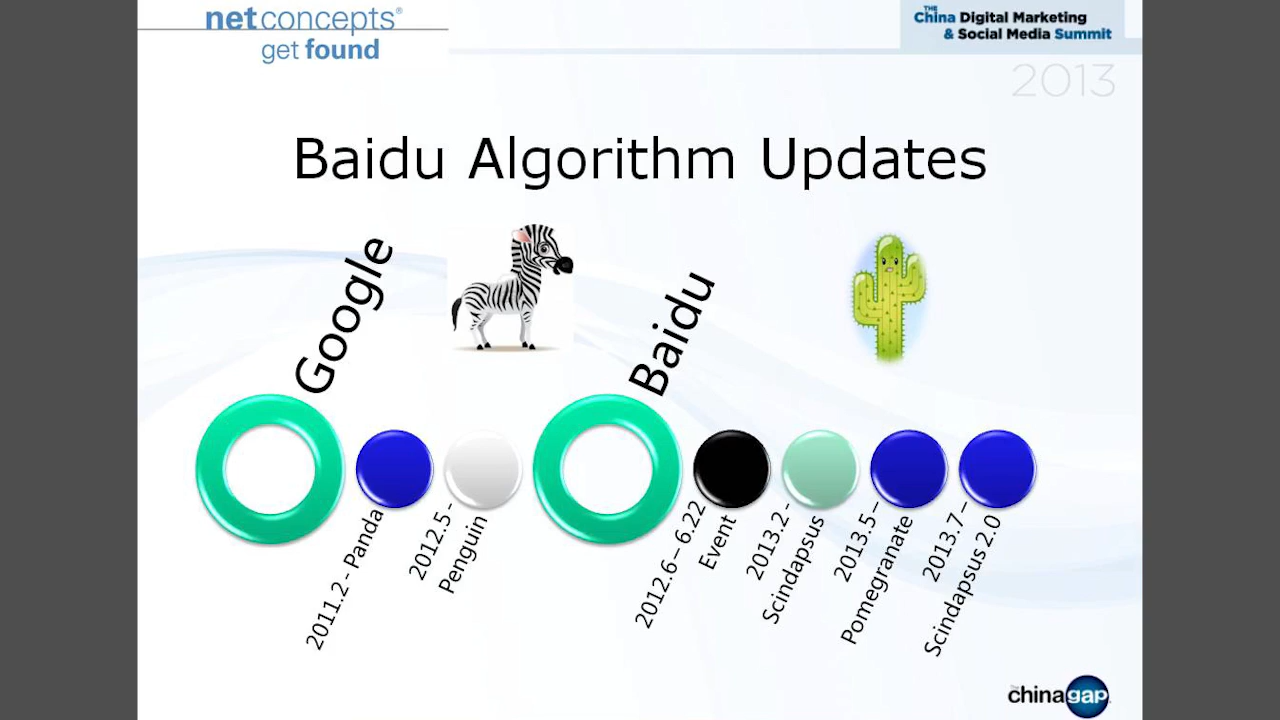 netconcepts®
get found
THE
China Digital Marketing
& Social Media Summit
2013
Baidu Algorithm Updates
Google
2011.2 - Panda
2012.5 -
Penguin
Baidu
2012.6 – 6.22
Event
2013.2 -
Scindapsus
2013.5 –
Pomegranate
2013.7 –
Scindapsus 2.0
The
chinagap